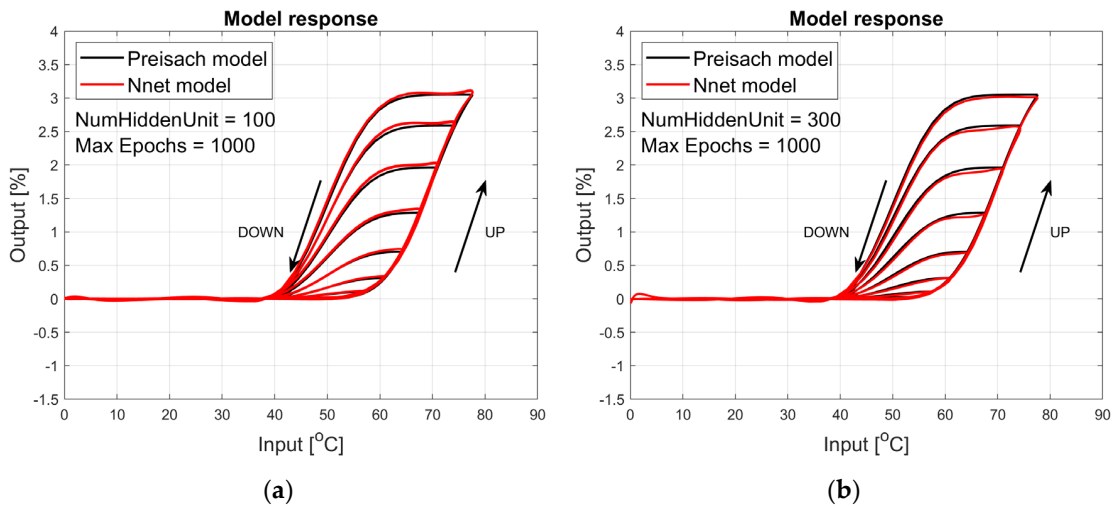 Model response
4
3.5
3
2.5
2
1.5
1
0.5
0
-0.5
-1
-1.5
Output [%]
Preisach model
Nnet model
NumHiddenUnit = 100
Max Epochs = 1000
DOWN
UP
0 10 20 30 40 50 60 70 80 90
Input [°C]
(a)
Model response
4
3.5
3
2.5
2
1.5
1
0.5
0
-0.5
-1
-1.5
Output [%]
Preisach model
Nnet model
NumHiddenUnit = 300
Max Epochs = 1000
DOWN
UP
0 10 20 30 40 50 60 70 80 90
Input [°C]
(b)